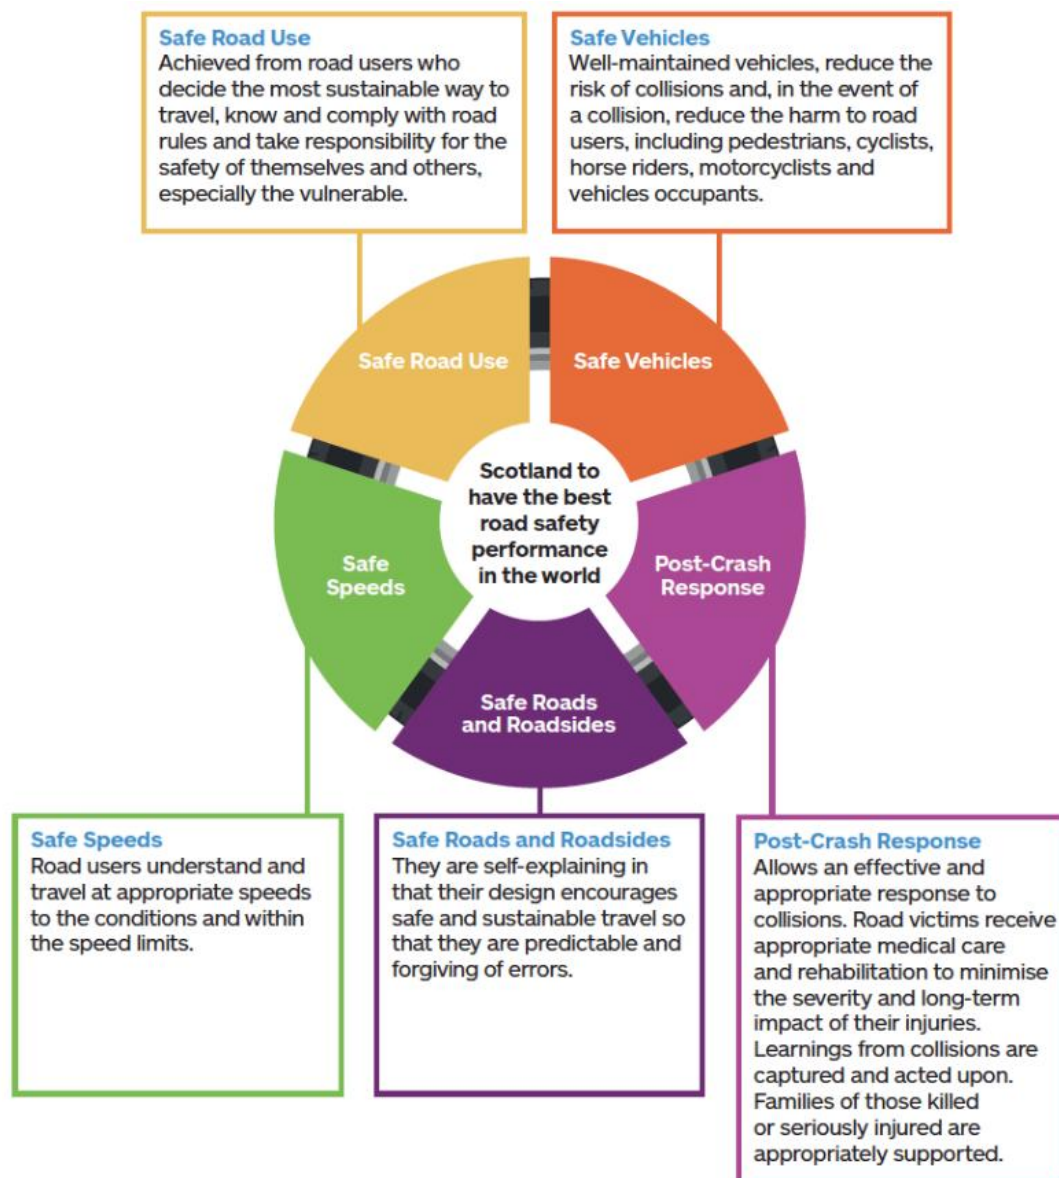 Safe Road Use
Achieved from road users who
decide the most sustainable way to
travel, know and comply with road
rules and take responsibility for the
safety of themselves and others,
especially the vulnerable.
Safe Vehicles
Well-maintained vehicles, reduce the
risk of collisions and, in the event of
a collision, reduce the harm to road
users, including pedestrians, cyclists,
horse riders, motorcyclists and
vehicles occupants.
Safe Road Use
Safe Vehicles
Scotland to
have the best
road safety
performance
in the world
Safe
Speeds
Post-Crash
Response
Safe Roads
and Roadsides
Safe Speeds
Road users understand and
travel at appropriate speeds
to the conditions and within
the speed limits.
Safe Roads and Roadsides
They are self-explaining in
that their design encourages
safe and sustainable travel so
that they are predictable and
forgiving of errors.
Post-Crash Response
Allows an effective and
appropriate response to
collisions. Road victims receive
appropriate medical care
and rehabilitation to minimise
the severity and long-term
impact of their injuries.
Learnings from collisions are
captured and acted upon.
Families of those killed
or seriously injured are
appropriately supported.